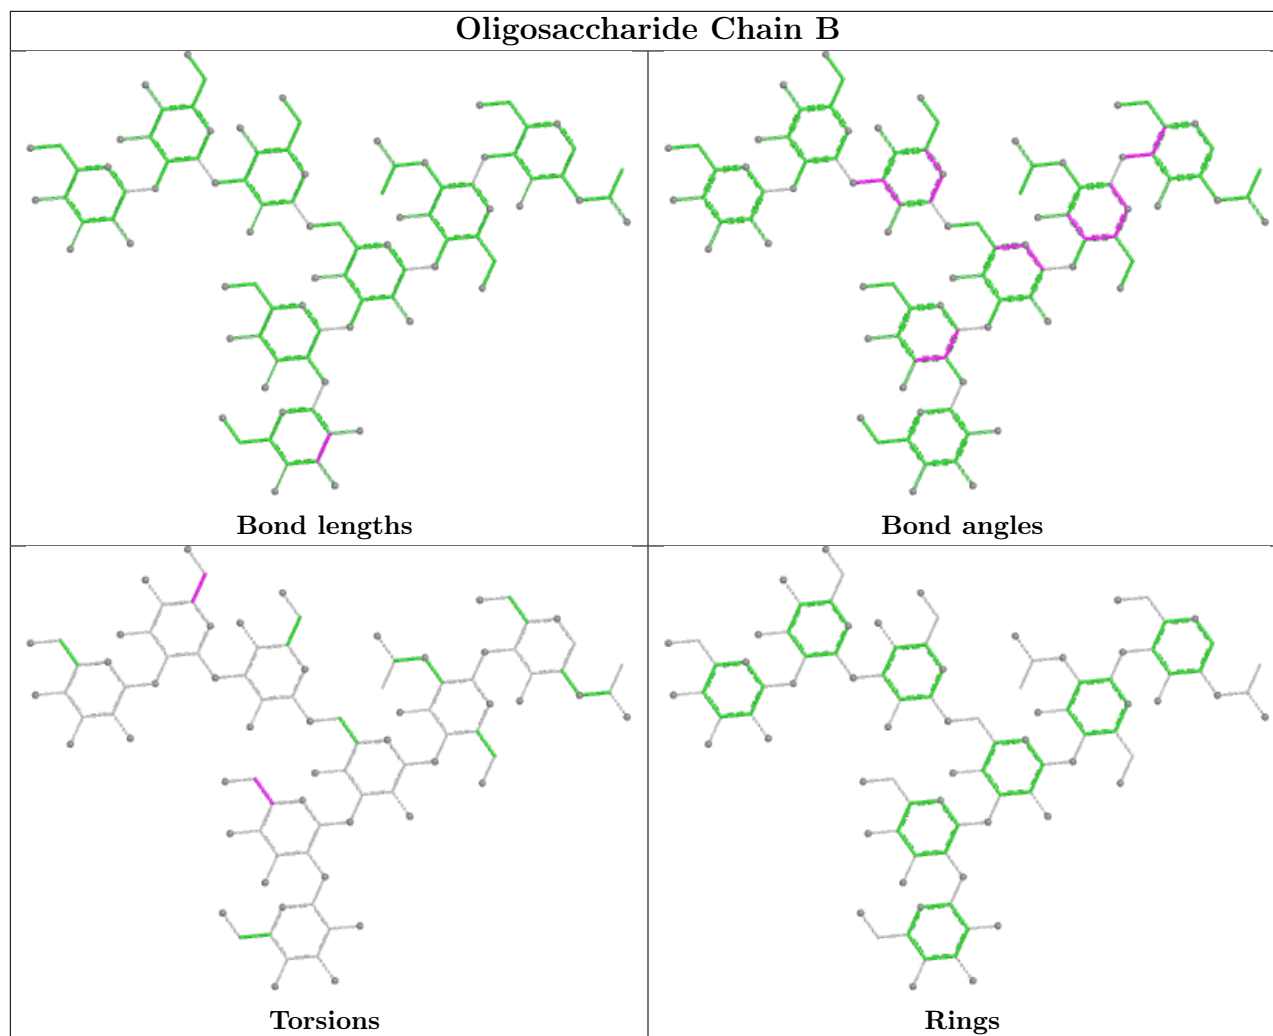 Oligosaccharide Chain B
Bond lengths
Bond angles
Torsions
Rings